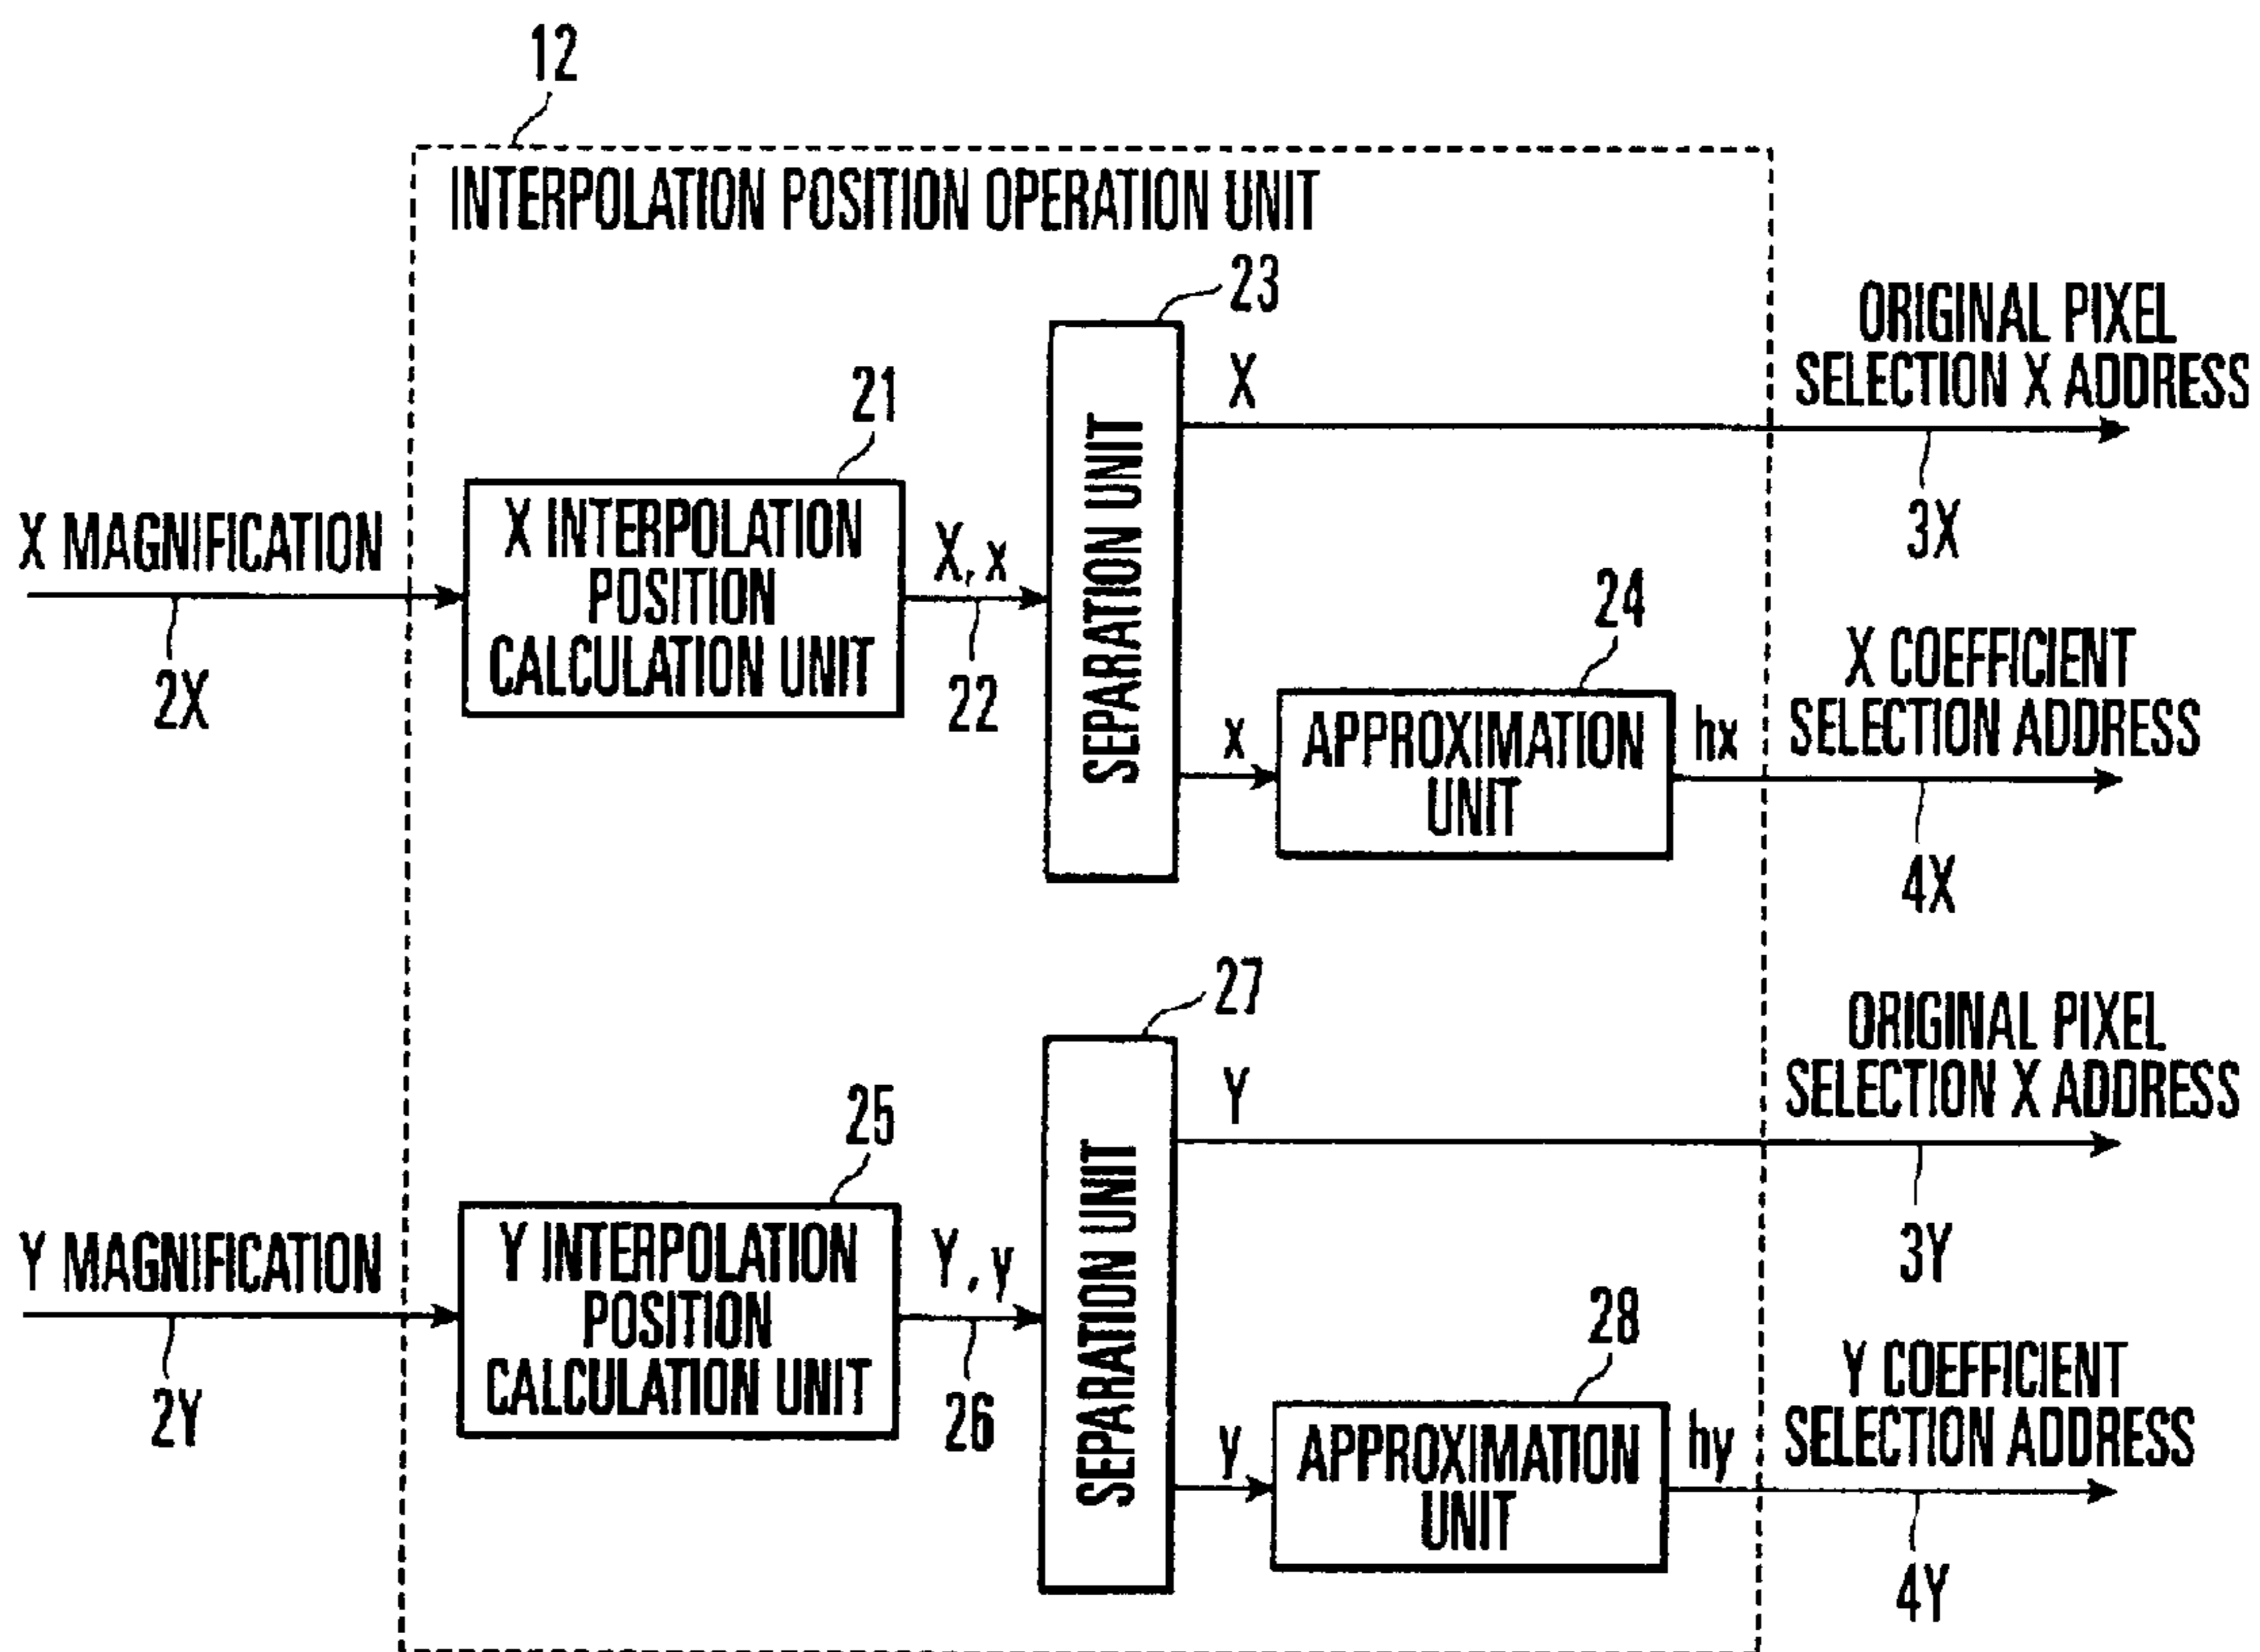 12
INTERPOLATION POSITION OPERATION UNIT
23
X
ORIGINAL PIXEL
SELECTION X ADDRESS
3X
21
X MAGNIFICATION
2X
X INTERPOLATION
POSITION
CALCULATION UNIT
X, x
22
SEPARATION UNIT
24
x
APPROXIMATION
UNIT
hx
X COEFFICIENT
SELECTION ADDRESS
4X
27
Y
ORIGINAL PIXEL
SELECTION X ADDRESS
3Y
25
Y MAGNIFICATION
2Y
Y INTERPOLATION
POSITION
CALCULATION UNIT
Y, y
26
SEPARATION UNIT
28
y
APPROXIMATION
UNIT
hy
Y COEFFICIENT
SELECTION ADDRESS
4Y